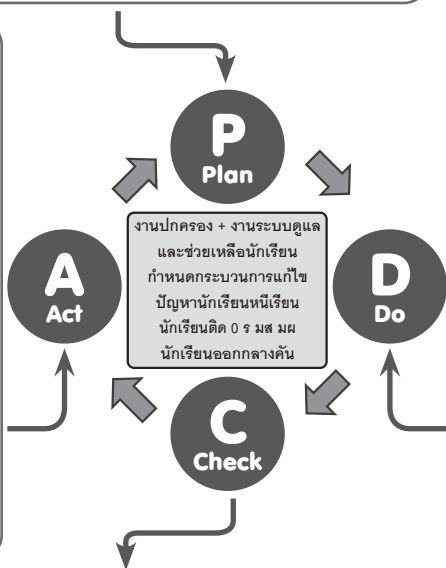 P
Plan
งานปกครอง + งานระบบดูแล
และช่วยเหลือนักเรียน
กำหนดกระบวนการแก้ไข
ปัญหานักเรียนหนีเรียน
นักเรียนติด 0 ร มส มผ
นักเรียนออกกลางคัน
A
Act
D
Do
C
Check